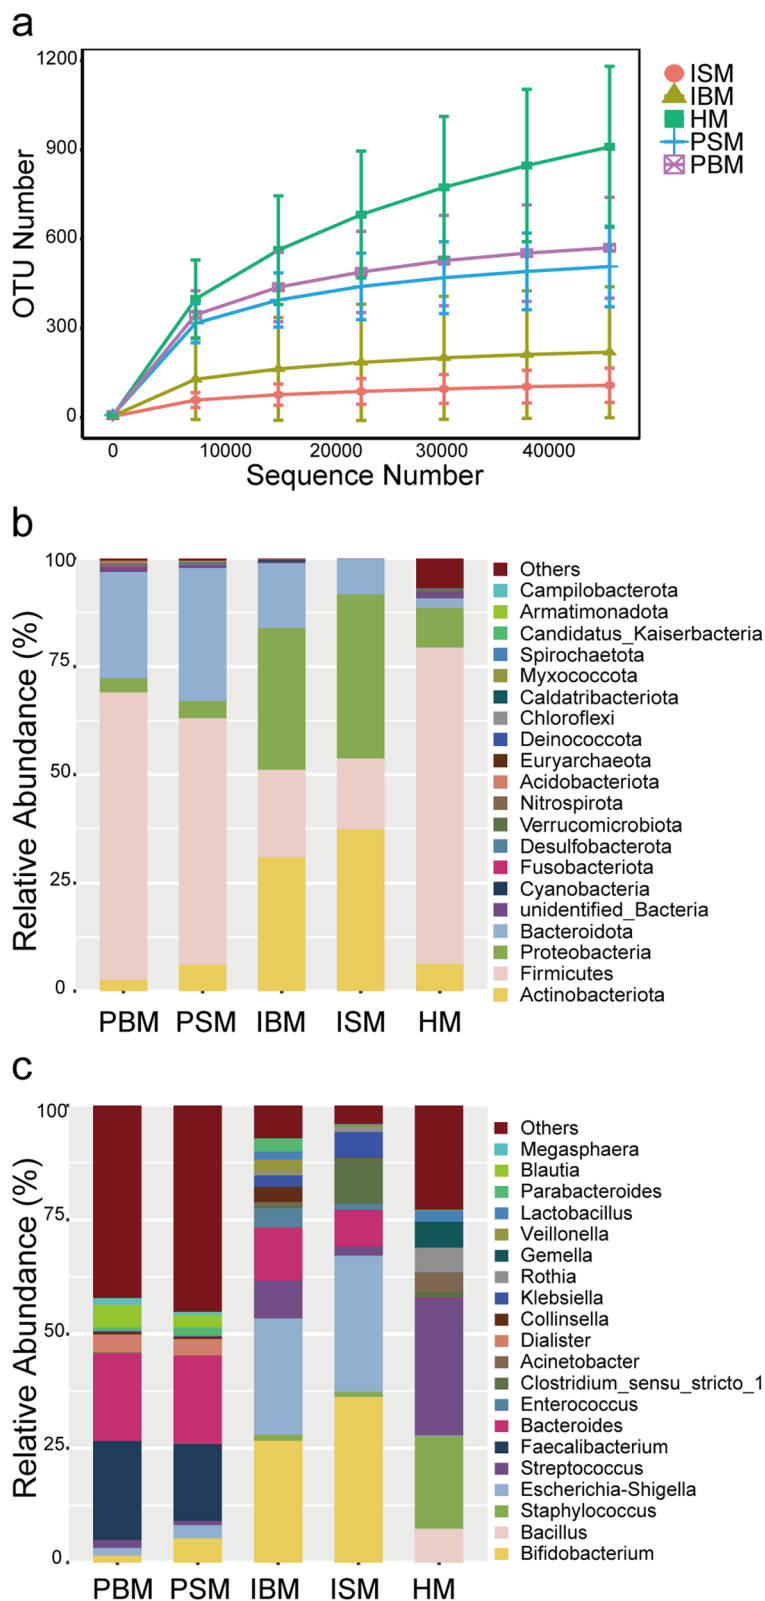 a
1200
900
600
300
0
OTU Number
0 10000 20000 30000 40000
Sequence Number
ISM
IBM
HM
PSM
PBM
b
100
75
50
25
0
Relative Abundance (%)
PBM PSM IBM ISM HM
Others
Campilobacterota
Armatimonadota
Candidatus_Kaiserbacteria
Spirochaetota
Myxococcota
Caldatribacteriota
Chloroflexi
Deinococcota
Euryarchaeota
Acidobacteriota
Nitrospirota
Verrucomicrobiota
Desulfobacterota
Fusobacteriota
Cyanobacteria
unidentified_Bacteria
Bacteroidota
Proteobacteria
Firmicutes
Actinobacteriota
c
100
75
50
25
0
Relative Abundance (%)
PBM PSM IBM ISM HM
Others
Megasphaera
Blautia
Parabacteroides
Lactobacillus
Veillonella
Gemella
Rothia
Klebsiella
Collinsella
Dialister
Acinetobacter
Clostridium_sensu_stricto_1
Enterococcus
Bacteroides
Faecalibacterium
Streptococcus
Escherichia-Shigella
Staphylococcus
Bacillus
Bifidobacterium